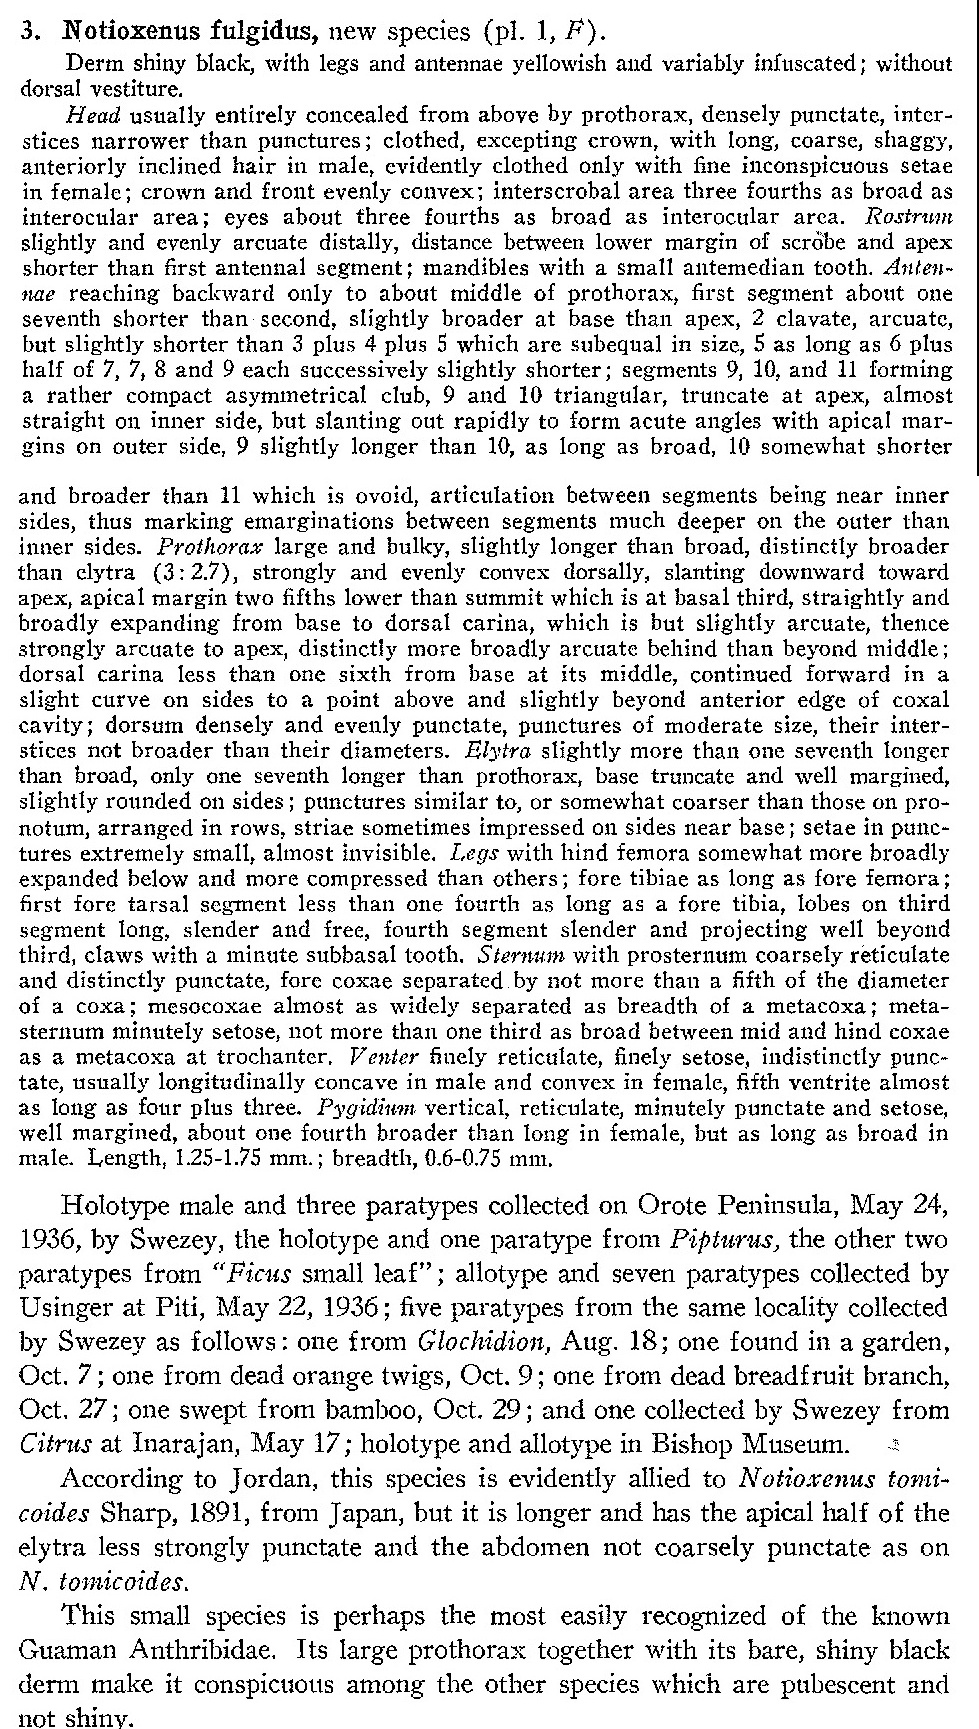 3. Notioxenus fulgidus, new species (pl. 1, F).
Derm shiny black, with legs and antennae yellowish and variably infuscated; without
dorsal vestiture.
Head usually entirely concealed from above by prothorax, densely punctate, inter-
stices narrower than punctures; clothed, excepting crown, with long, coarse, shaggy,
anteriorly inclined hair in male, evidently clothed only with fine inconspicuous setae
in female; crown and front evenly convex; interscrobal area three fourths as broad as
interocular area; eyes about three fourths as broad as interocular area. Rostrum
slightly and evenly arcuate distally, distance between lower margin of scrobe and apex
shorter than first antennal segment; mandibles with a small antemedian tooth. Anten-
nae reaching backward only to about middle of prothorax, first segment about one
seventh shorter than second, slightly broader at base than apex, 2 clavate, arcuate,
but slightly shorter than 3 plus 4 plus 5 which are subequal in size, 5 as long as 6 plus
half of 7, 7, 8 and 9 each successively slightly shorter; segments 9, 10, and 11 forming
a rather compact asymmetrical club, 9 and 10 triangular, truncate at apex, almost
straight on inner side, but slanting out rapidly to form acute angles with apical mar-
gins on outer side, 9 slightly longer than 10, as long as broad, 10 somewhat shorter
and broader than 11 which is ovoid, articulation between segments being near inner
sides, thus marking emarginations between segments much deeper on the outer than
inner sides. Prothorax large and bulky, slightly longer than broad, distinctly broader
than elytra (3:2.7), strongly and evenly convex dorsally, slanting downward toward
apex, apical margin two fifths lower than summit which is at basal third, straightly and
broadly expanding from base to dorsal carina, which is but slightly arcuate, thence
strongly arcuate to apex, distinctly more broadly arcuate behind than beyond middle;
dorsal carina less than one sixth from base at its middle, continued forward in a
slight curve on sides to a point above and slightly beyond anterior edge of coxal
cavity; dorsum densely and evenly punctate, punctures of moderate size, their inter-
stices not broader than their diameters. Elytra slightly more than one seventh longer
than broad, only one seventh longer than prothorax, base truncate and well margined,
slightly rounded on sides; punctures similar to, or somewhat coarser than those on pro-
notum, arranged in rows, striae sometimes impressed on sides near base; setae in punc-
tures extremely small, almost invisible. Legs with hind femora somewhat more broadly
expanded below and more compressed than others; fore tibiae as long as fore femora;
first fore tarsal segment less than one fourth as long as a fore tibia, lobes on third
segment long, slender and free, fourth segment slender and projecting well beyond
third, claws with a minute subbasal tooth. Sternum with prosternum coarsely reticulate
and distinctly punctate, fore coxae separated by not more than a fifth of the diameter
of a coxa; mesocoxae almost as widely separated as breadth of a metacoxa; meta-
sternum minutely setose, not more than one third as broad between mid and hind coxae
as a metacoxa at trochanter. Venter finely reticulate, finely setose, indistinctly punc-
tate, usually longitudinally concave in male and convex in female, fifth ventrite almost
as long as four plus three. Pygidium vertical, reticulate, minutely punctate and setose,
well margined, about one fourth broader than long in female, but as long as broad in
male. Length, 1.25-1.75 mm.; breadth, 0.6-0.75 mm.
Holotype male and three paratypes collected on Orote Peninsula, May 24,
1936, by Swezey, the holotype and one paratype from Pipturus, the other two
paratypes from "Ficus small leaf"; allotype and seven paratypes collected by
Usinger at Piti, May 22, 1936; five paratypes from the same locality collected
by Swezey as follows: one from Glochidion, Aug. 18; one found in a garden,
Oct. 7; one from dead orange twigs, Oct. 9; one from dead breadfruit branch,
Oct. 27; one swept from bamboo, Oct. 29; and one collected by Swezey from
Citrus at Inarajan, May 17; holotype and allotype in Bishop Museum.
According to Jordan, this species is evidently allied to Notioxenus tomi-
coides Sharp, 1891, from Japan, but it is longer and has the apical half of the
elytra less strongly punctate and the abdomen not coarsely punctate as on
N. tomicoides.
This small species is perhaps the most easily recognized of the known
Guaman Anthribidae. Its large prothorax together with its bare, shiny black
derm make it conspicuous among the other species which are pubescent and
not shiny.